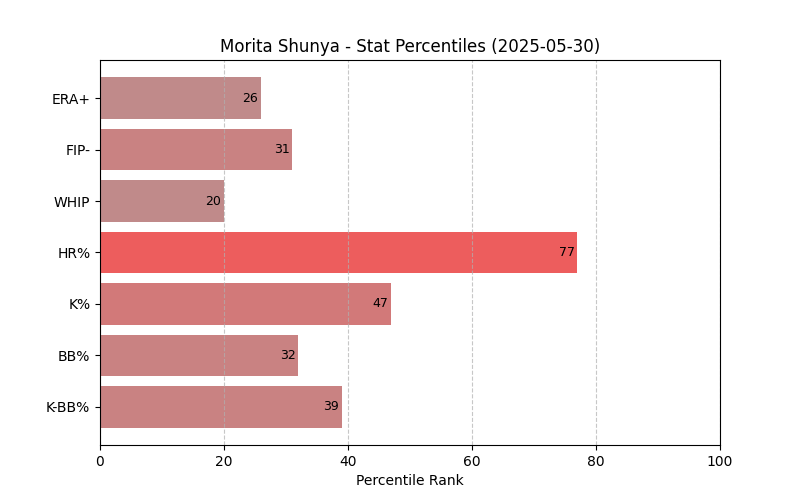 Morita Shunya - Stat Percentiles (2025-05-30)
ERA+ 26
FIP- 31
WHIP 20
HR% 77
K% 47
BB% 32
K-BB% 39
0 20 40 60 80 100
Percentile Rank